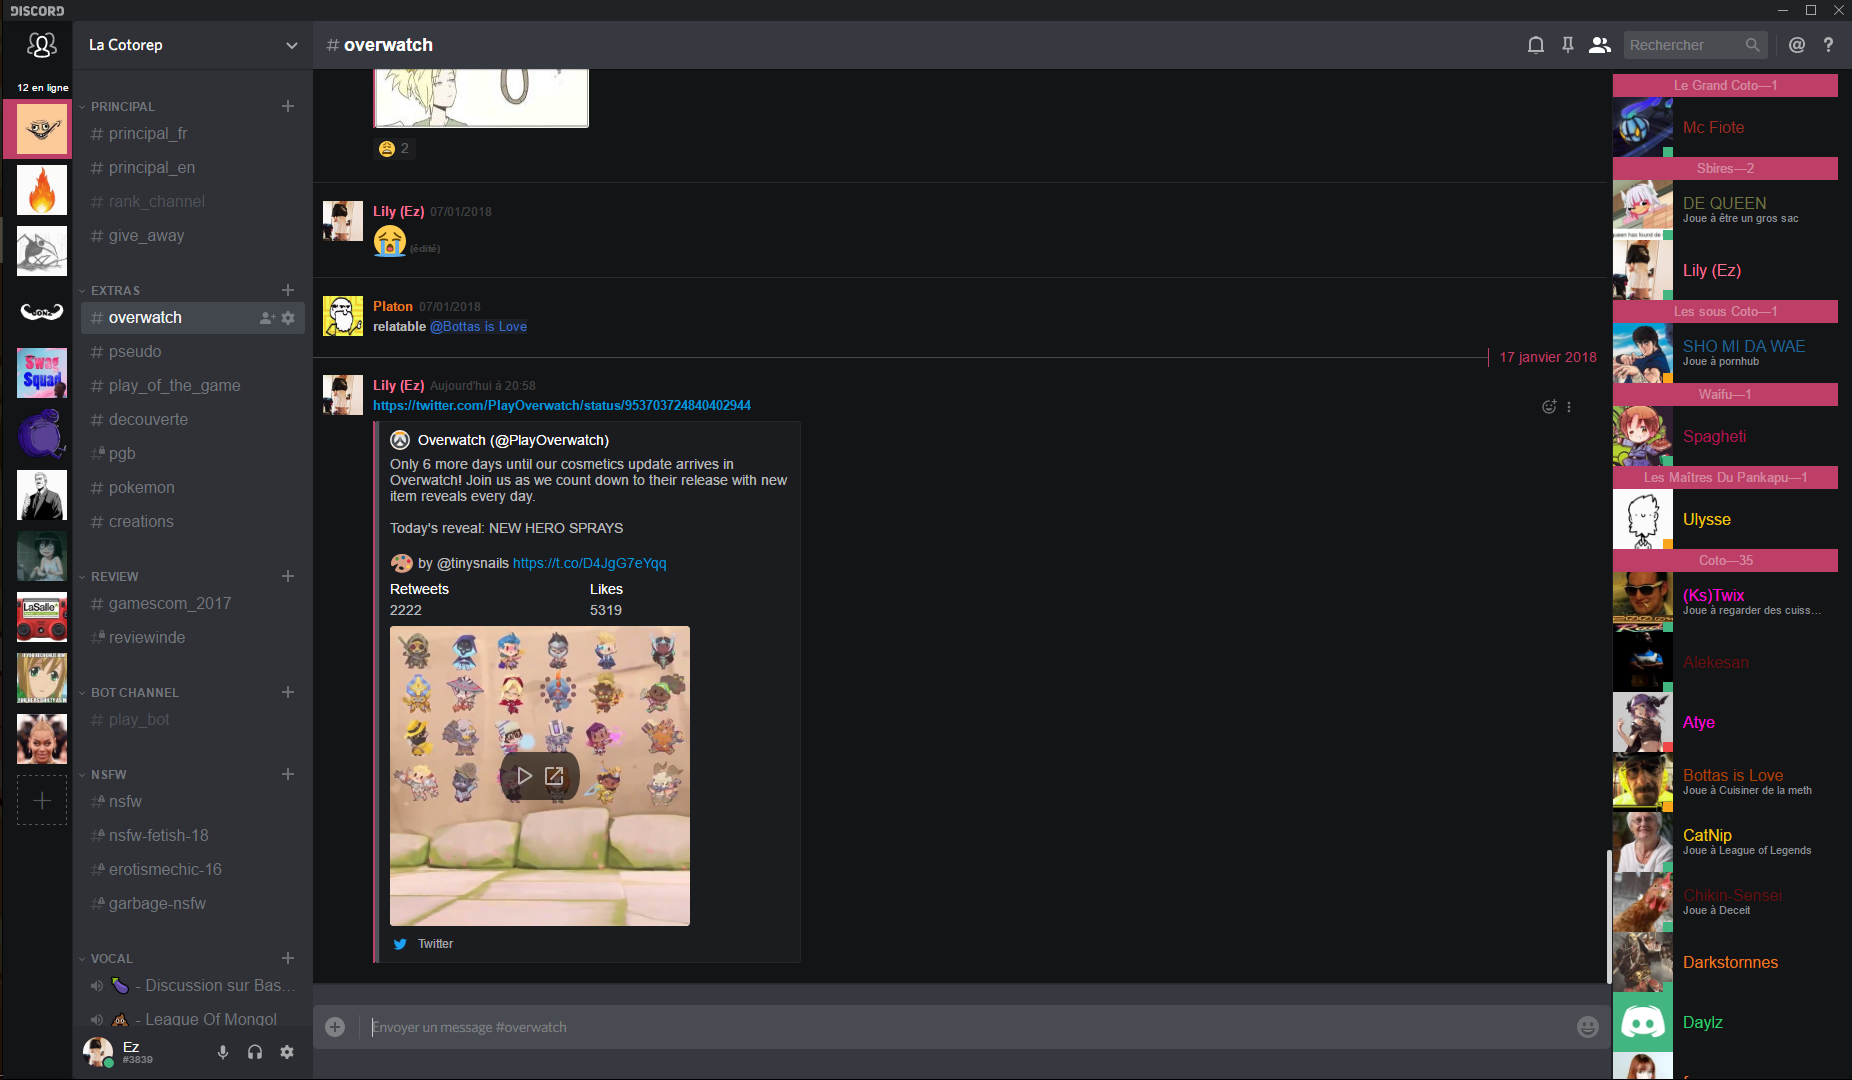 DISCORD
12 en ligne
Swag
Squad
GONZ
LaSalle
La Cotorep
PRINCIPAL
# principal_fr
# principal_en
# rank_channel
# give_away
EXTRAS
# overwatch
# pseudo
# play_of_the_game
# decouverte
# pgb
# pokemon
# creations
REVIEW
# gamescom_2017
# reviewinde
BOT CHANNEL
# play_bot
NSFW
# nsfw
# nsfw-fetish-18
# erotismechic-16
# garbage-nsfw
VOCAL
🍆 - Discussion sur Bas...
💩 - League Of Mongol
Ez
#3839
# overwatch
Rechercher
@ ?
😩 2
Lily (Ez) 07/01/2018
😭 (édité)
Platon 07/01/2018
relatable @Bottas is Love
17 janvier 2018
Lily (Ez) Aujourd'hui à 20:58
https://twitter.com/PlayOverwatch/status/953703724840402944
Overwatch (@PlayOverwatch)
Only 6 more days until our cosmetics update arrives in
Overwatch! Join us as we count down to their release with new
item reveals every day.
Today's reveal: NEW HERO SPRAYS
🎨 by @tinysnails https://t.co/D4JgG7eYqq
Retweets Likes
2222 5319
Twitter
Envoyer un message #overwatch
Le Grand Coto—1
Mc Fiote
Sbires—2
DE QUEEN
Joue à être un gros sac
queen has found de
Lily (Ez)
Les sous Coto—1
SHO MI DA WAE
Joue à pornhub
Waifu—1
Spagheti
Les Maîtres Du Pankapu—1
Ulysse
Coto—35
(Ks)Twix
Joue à regarder des cuiss...
Alekesan
Atye
Bottas is Love
Joue à Cuisiner de la meth
CatNip
Joue à League of Legends
Chikin-Sensei
Joue à Deceit
Darkstornnes
Daylz